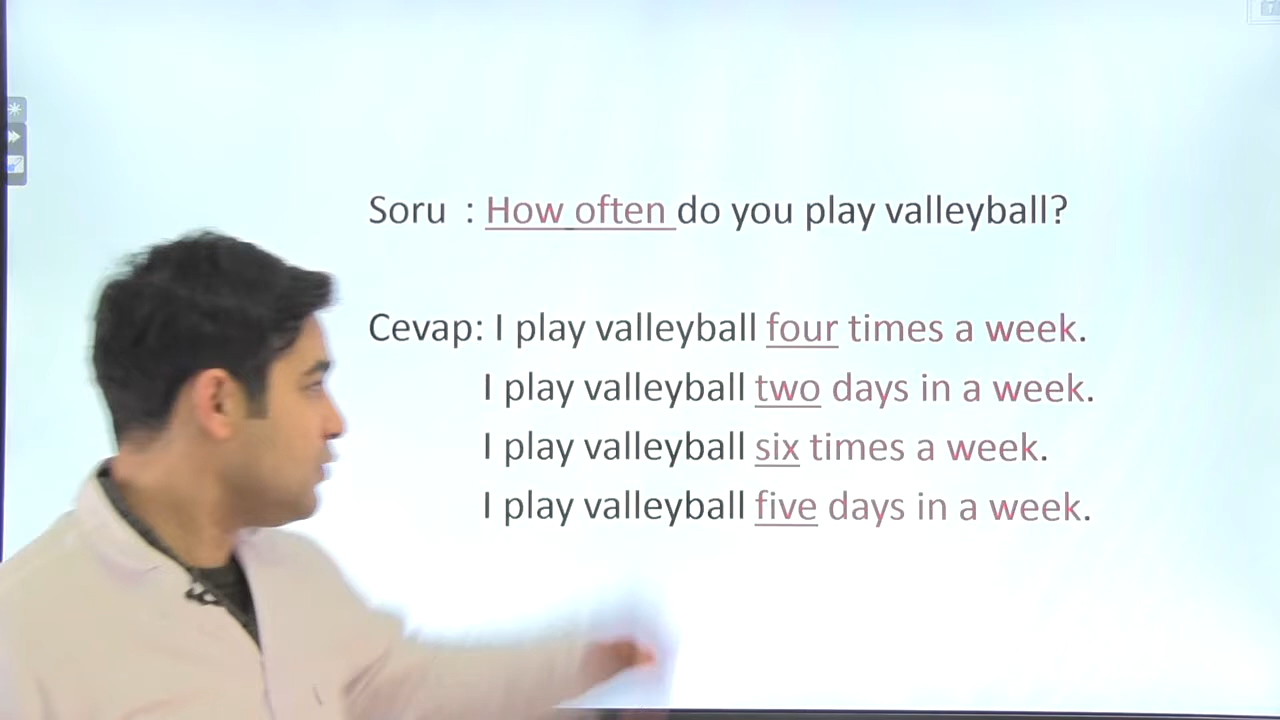 Soru : How often do you play valleyball?
Cevap: I play valleyball four times a week.
I play valleyball two days in a week.
I play valleyball six times a week.
I play valleyball five days in a week.